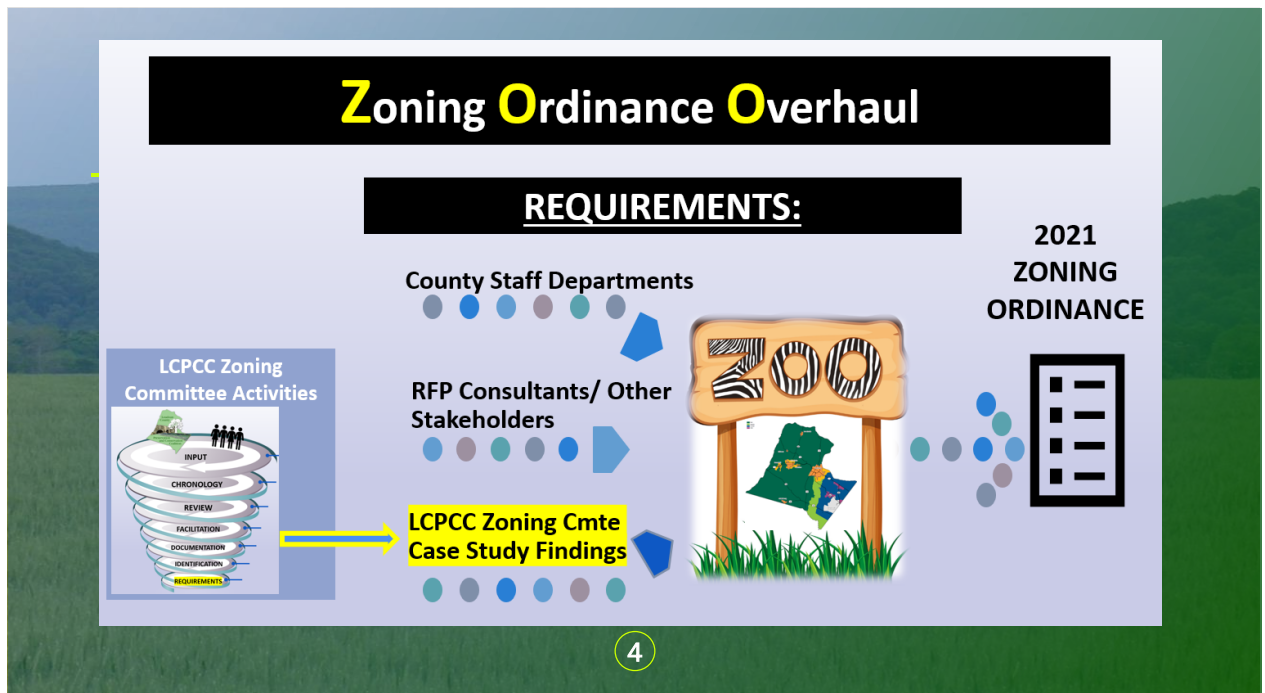 Zoning Ordinance Overhaul
REQUIREMENTS:
2021
ZONING
ORDINANCE
County Staff Departments
RFP Consultants/ Other
Stakeholders
LCPCC Zoning Cmte
Case Study Findings
LCPCC Zoning
Committee Activities
INPUT
CHRONOLOGY
REVIEW
FACILITATION
DOCUMENTATION
IDENTIFICATION
REQUIREMENTS
ZOO
4